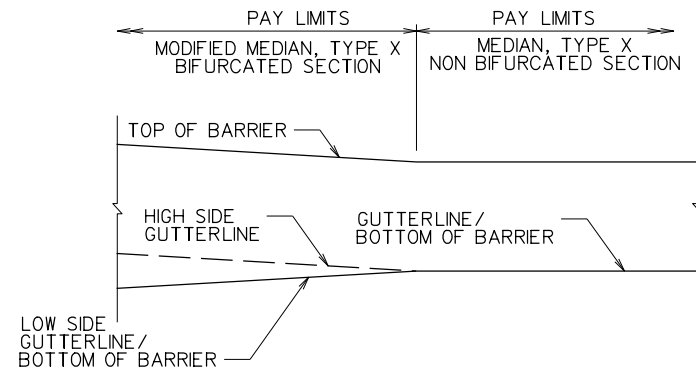 PAY LIMITS
MODIFIED MEDIAN, TYPE X
BIFURCATED SECTION
PAY LIMITS
MEDIAN, TYPE X
NON BIFURCATED SECTION
TOP OF BARRIER
HIGH SIDE
GUTTERLINE
GUTTERLINE/
BOTTOM OF BARRIER
LOW SIDE
GUTTERLINE/
BOTTOM OF BARRIER